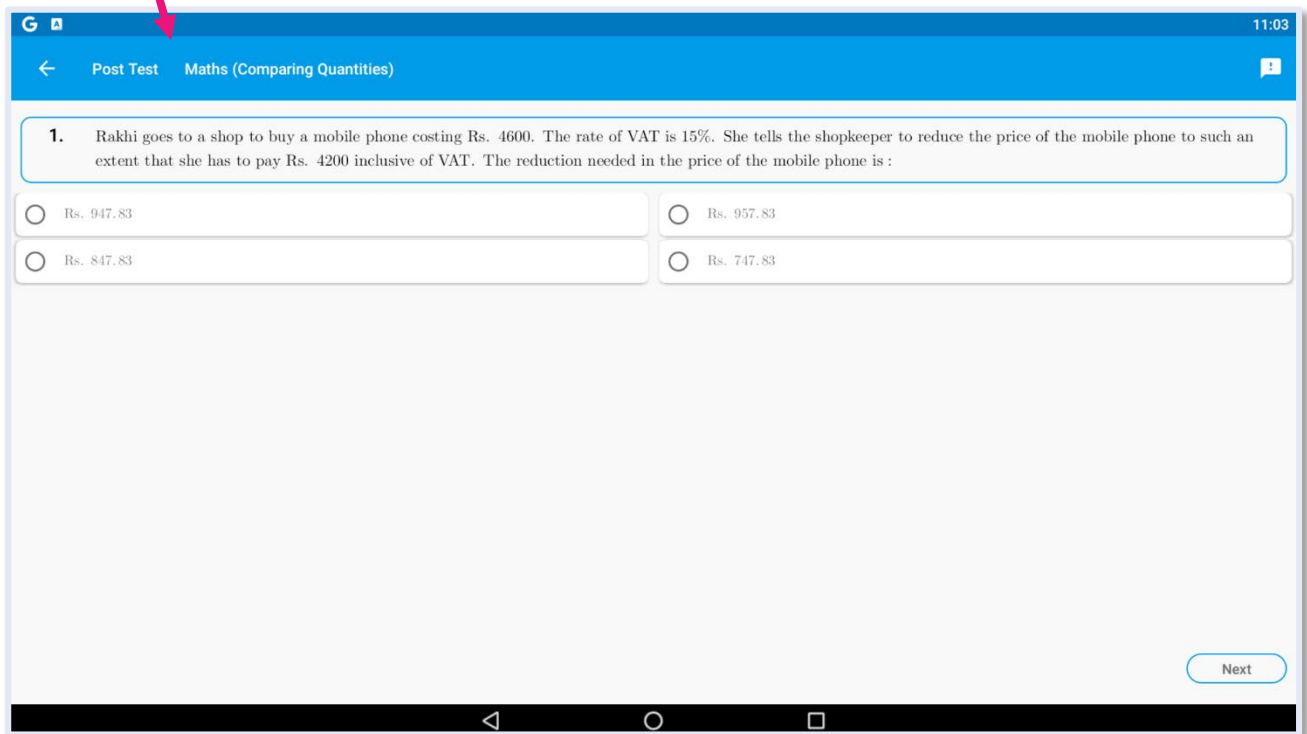 G A 11:03
Post Test Maths (Comparing Quantities)
1. Rakhi goes to a shop to buy a mobile phone costing Rs. 4600. The rate of VAT is 15%. She tells the shopkeeper to reduce the price of the mobile phone to such an
extent that she has to pay Rs. 4200 inclusive of VAT. The reduction needed in the price of the mobile phone is :
Rs. 947.83 Rs. 957.83
Rs. 847.83 Rs. 747.83
Next